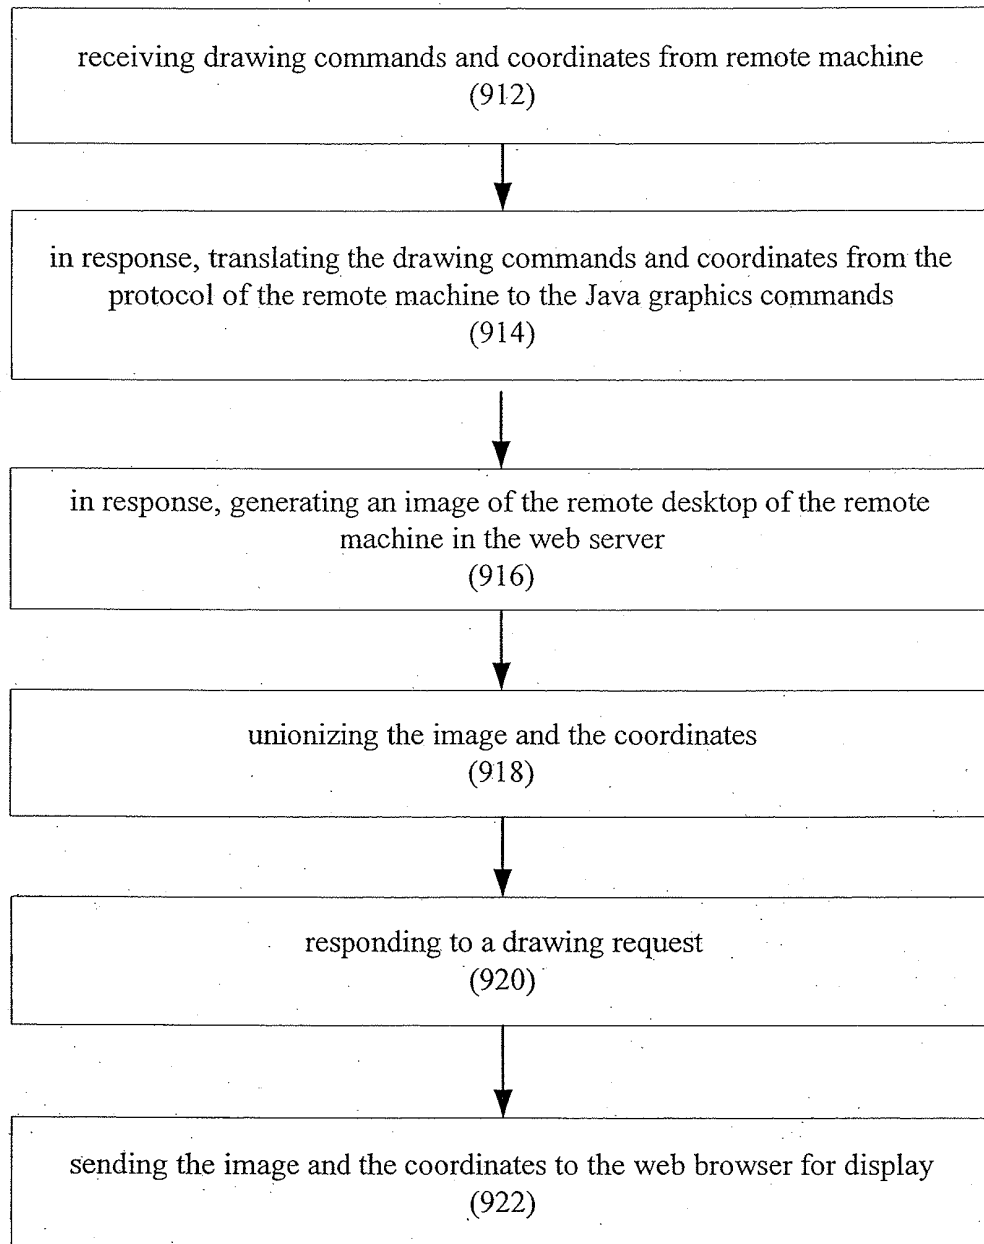 receiving drawing commands and coordinates from remote machine
(912)
in response, translating the drawing commands and coordinates from the
protocol of the remote machine to the Java graphics commands
(914)
in response, generating an image of the remote desktop of the remote
machine in the web server
(916)
unionizing the image and the coordinates
(918)
responding to a drawing request
(920)
sending the image and the coordinates to the web browser for display
(922)